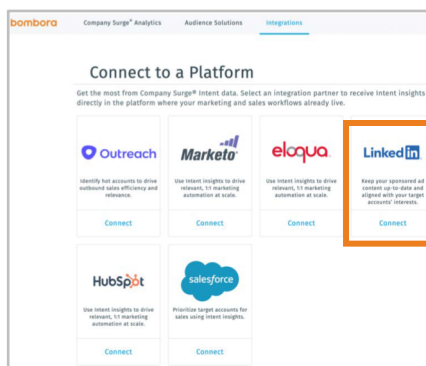 bombora
Company Surge® Analytics
Audience Solutions
Integrations
Connect to a Platform
Get the most from Company Surge® Intent data. Select an integration partner to receive Intent insights
directly in the platform where your marketing and sales workflows already live.
Outreach
Identify hot accounts to drive
outbound sales efficiency and
relevance.
Connect
Marketo
Use Intent insights to drive
relevant, 1:1 marketing
automation at scale.
Connect
eloqua
Use Intent insights to drive
relevant, 1:1 marketing
automation at scale.
Connect
Linked in
Keep your sponsored ad
content up-to-date and
aligned with your target
accounts' interests.
Connect
HubSpot
Use Intent insights to drive
relevant, 1:1 marketing
automation at scale.
Connect
salesforce
Prioritize target accounts for
sales using intent insights.
Connect